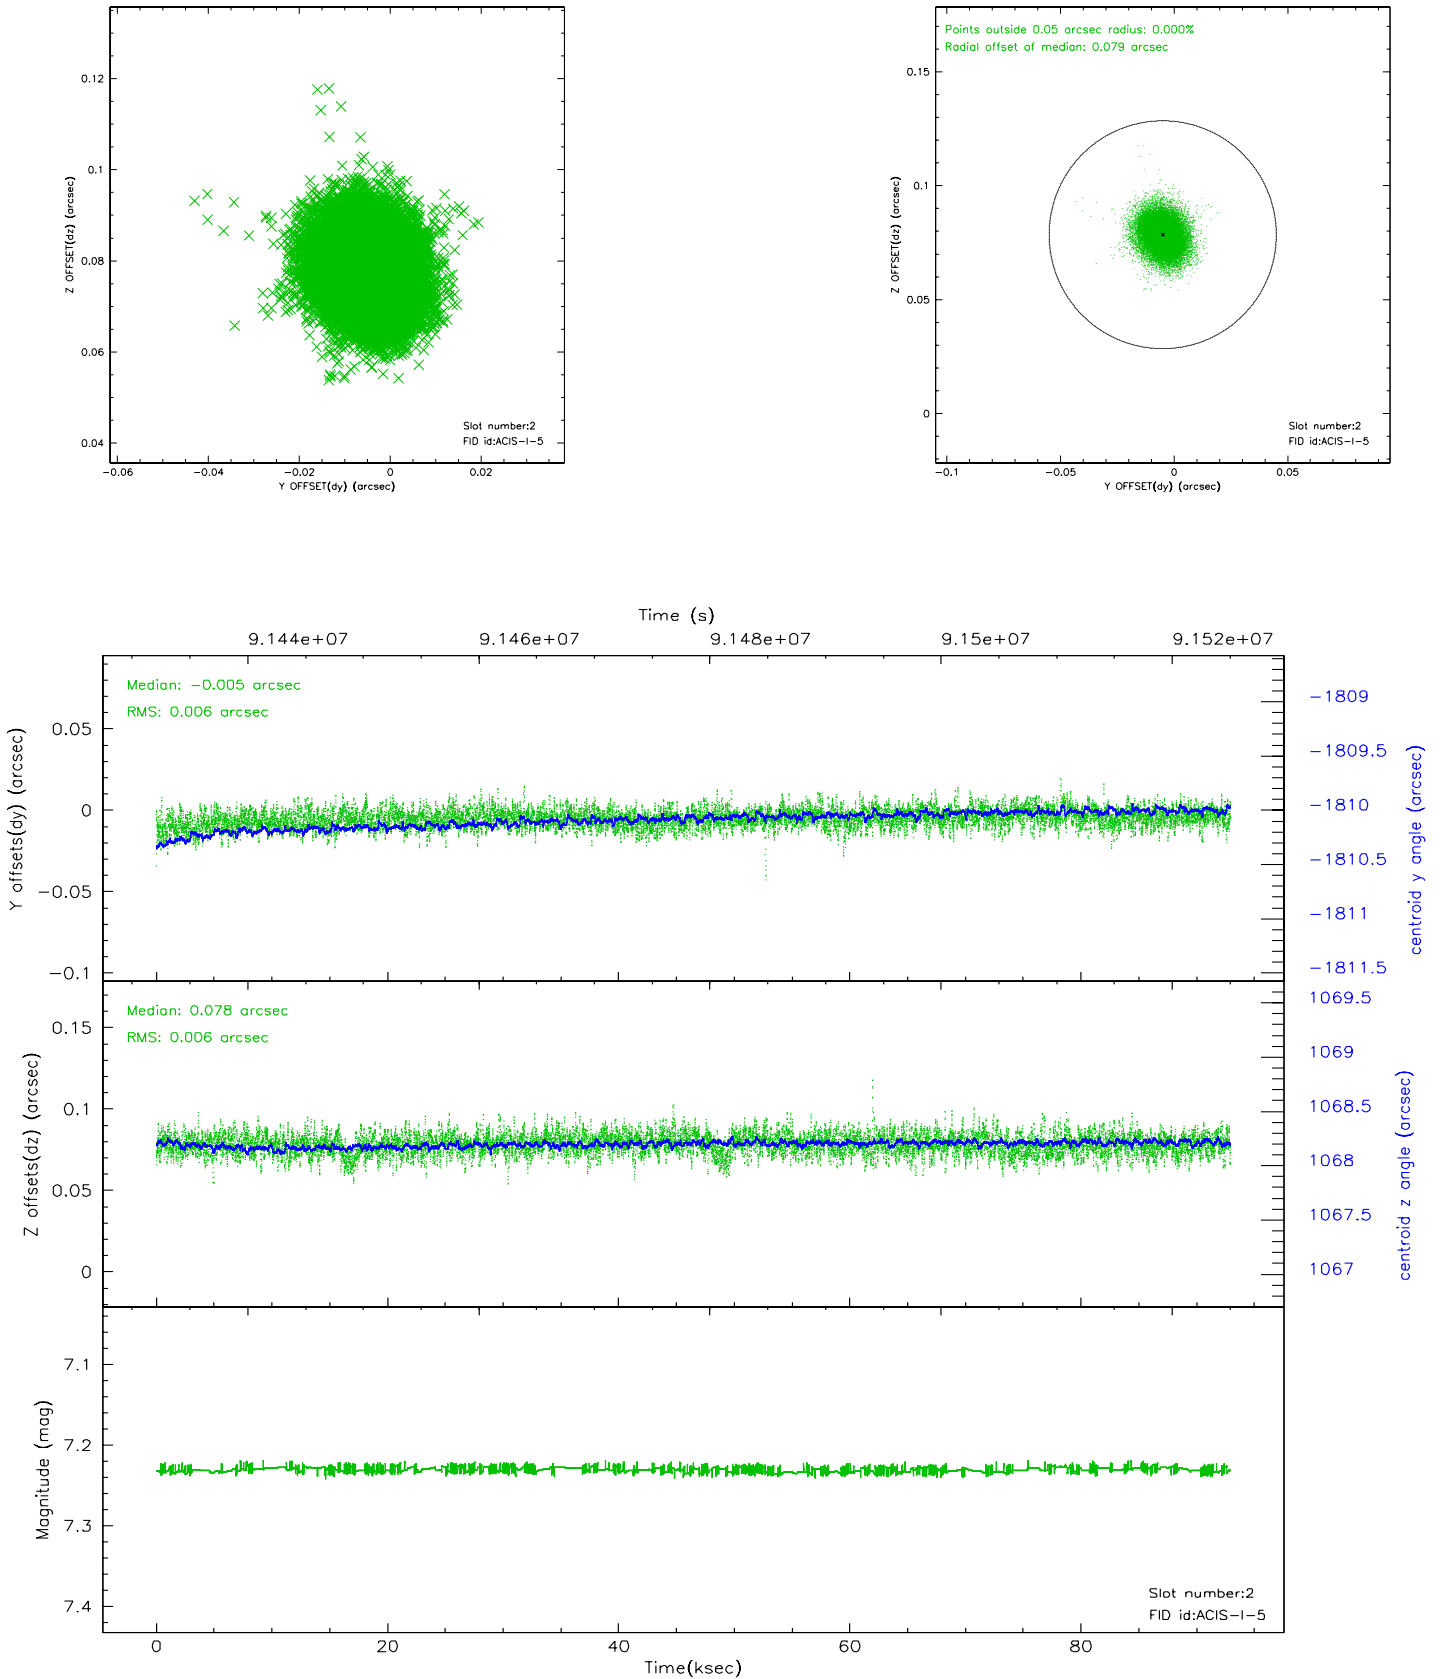 0.12
0.1
0.08
0.06
0.04
Z OFFSET(dz) (arcsec)
Slot number:2
FID id:ACIS-I-5
-0.06 -0.04 -0.02 0 0.02
Y OFFSET(dy) (arcsec)
Points outside 0.05 arcsec radius: 0.000%
Radial offset of median: 0.079 arcsec
0.15
0.1
0.05
0
Z OFFSET(dz) (arcsec)
Slot number:2
FID id:ACIS-I-5
-0.1 -0.05 0 0.05
Y OFFSET(dy) (arcsec)
Time (s)
9.144e+07 9.146e+07 9.148e+07 9.15e+07 9.152e+07
Median: -0.005 arcsec
RMS: 0.006 arcsec
0.05
0
-0.05
-0.1
Y offsets(dy) (arcsec)
-1809
-1809.5
-1810
-1810.5
-1811
-1811.5
centroid y angle (arcsec)
Median: 0.078 arcsec
RMS: 0.006 arcsec
0.15
0.1
0.05
0
Z offsets(dz) (arcsec)
1069.5
1069
1068.5
1068
1067.5
1067
centroid z angle (arcsec)
7.1
7.2
7.3
7.4
Magnitude (mag)
Slot number:2
FID id:ACIS-I-5
0 20 40 60 80
Time(ksec)